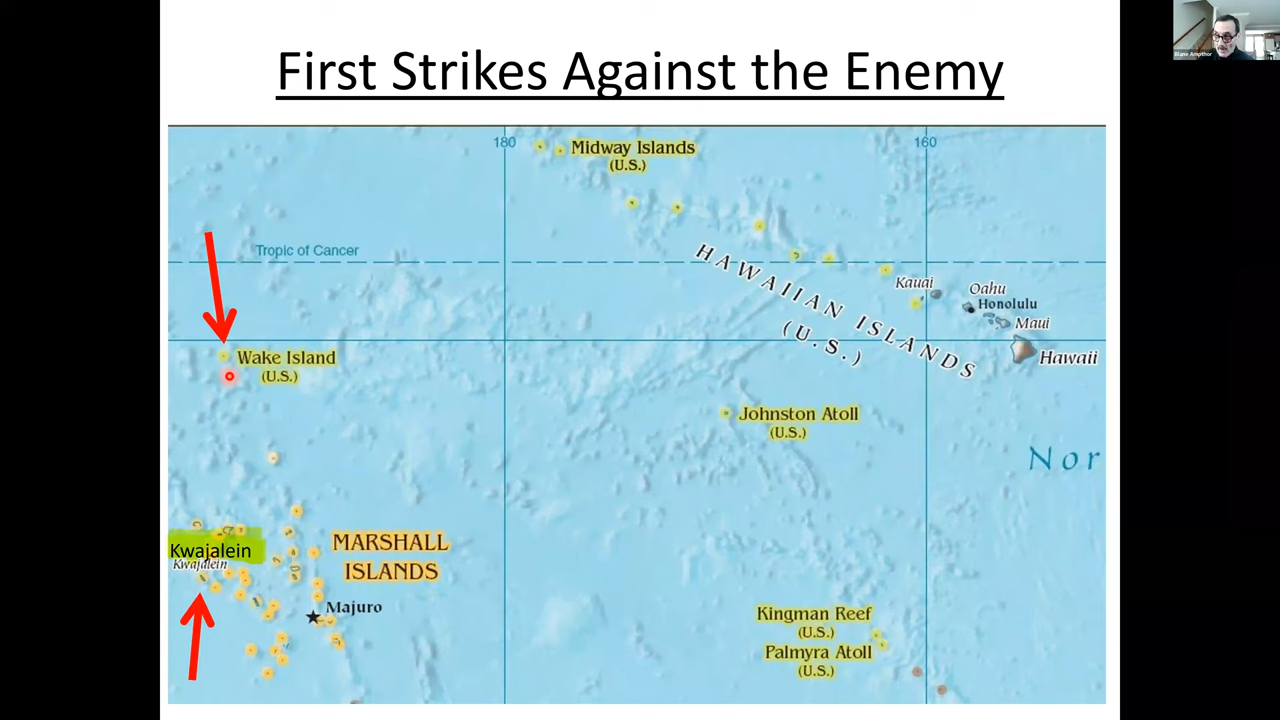 First Strikes Against the Enemy
180
160
Midway Islands
(U.S.)
Tropic of Cancer
HAWAIIAN ISLANDS
(U.S.)
Kauai
Oahu
Honolulu
Maui
Hawaii
Wake Island
(U.S.)
Johnston Atoll
(U.S.)
Nor
Kwajalein
Kwajalein
MARSHALL
ISLANDS
Majuro
Kingman Reef
(U.S.)
Palmyra Atoll
(U.S.)